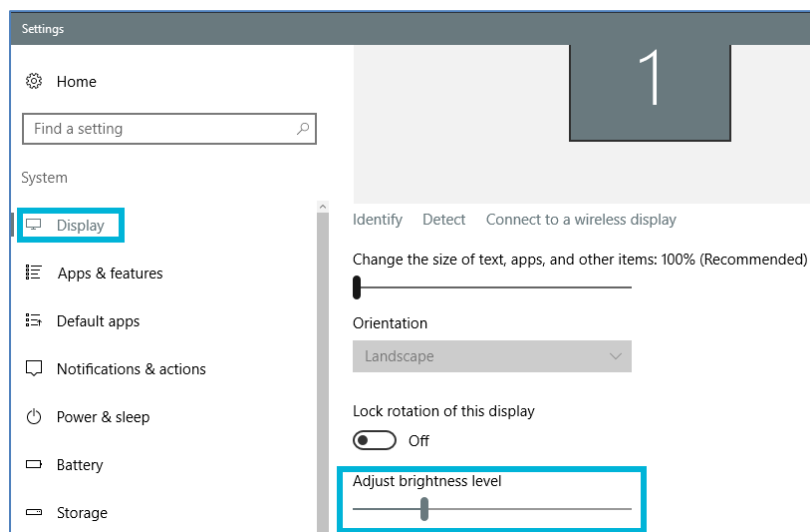 Settings
Home
Find a setting
System
Display
Apps & features
Default apps
Notifications & actions
Power & sleep
Battery
Storage
1
Identify Detect Connect to a wireless display
Change the size of text, apps, and other items: 100% (Recommended)
Orientation
Landscape
Lock rotation of this display
Off
Adjust brightness level